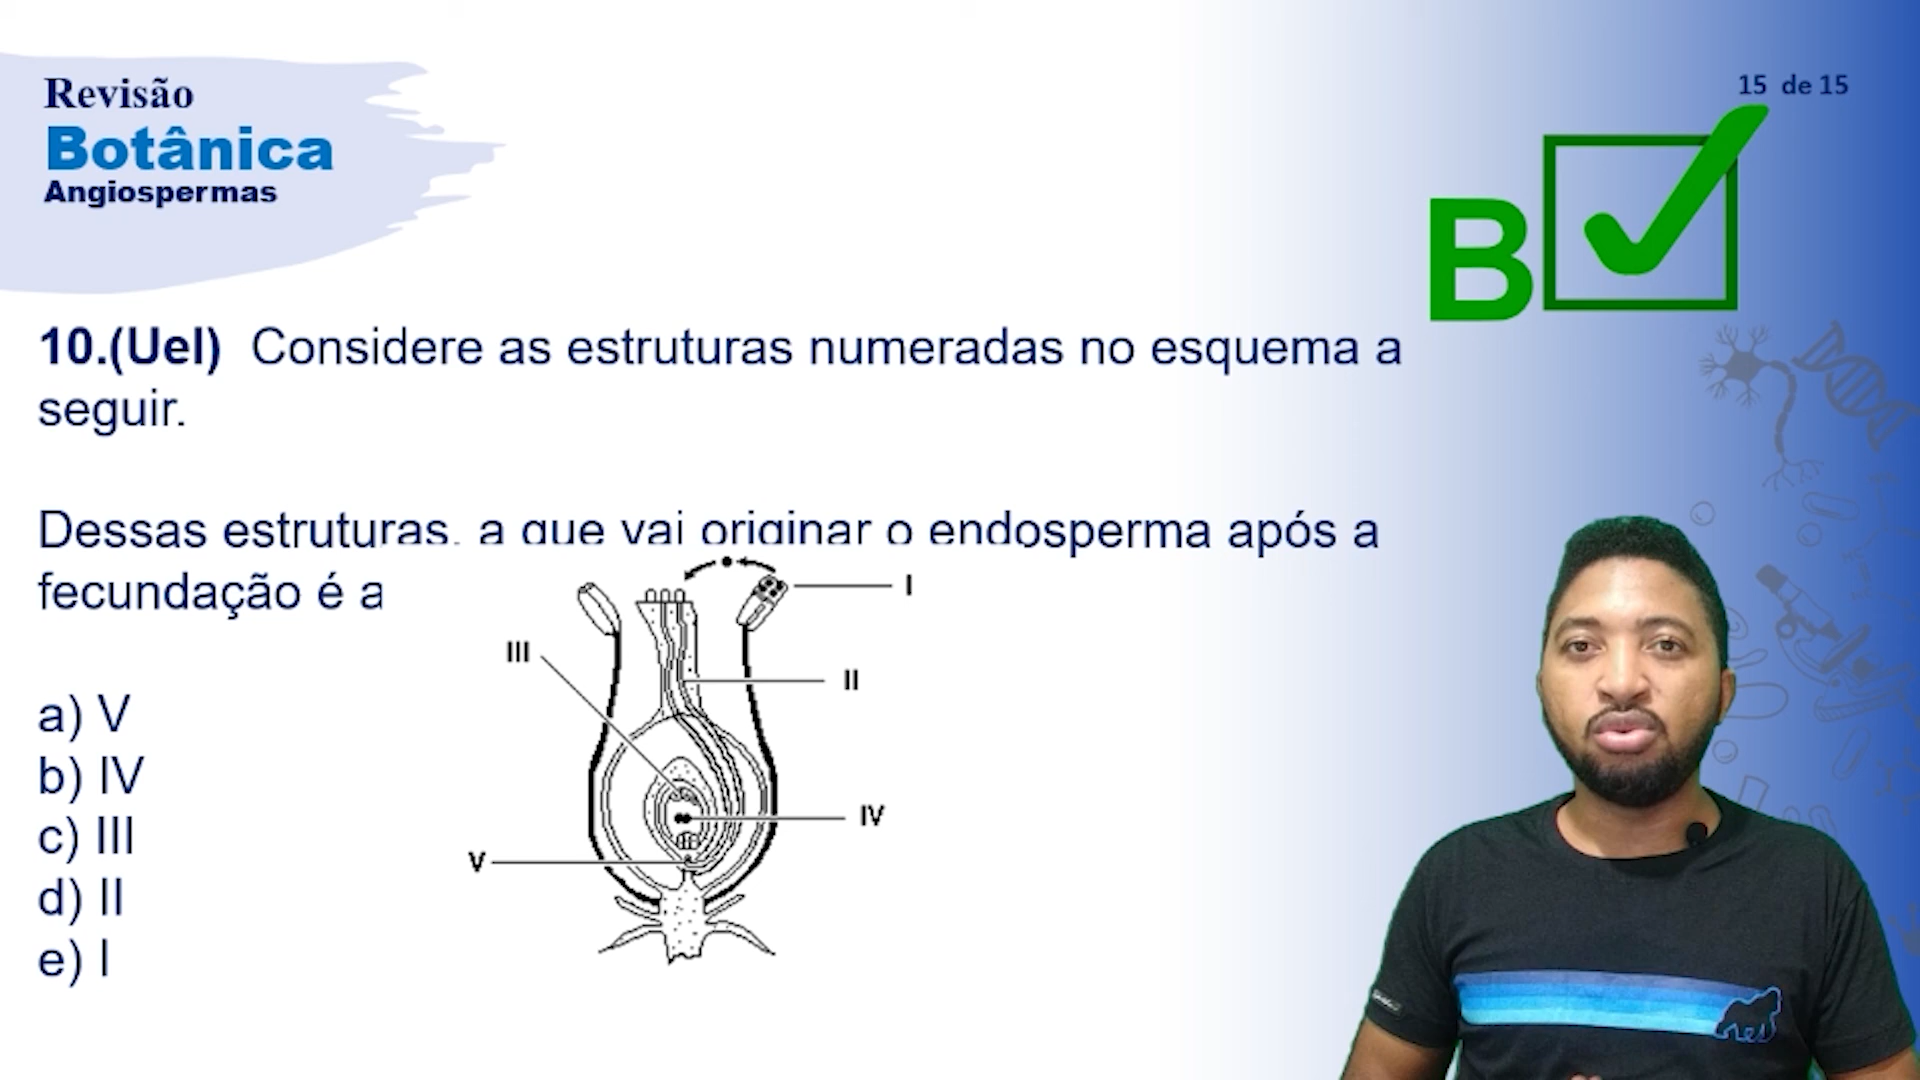 Revisão
Botânica
Angiospermas
15 de 15
B
10.(Uel) Considere as estruturas numeradas no esquema a
seguir.
Dessas estruturas, a que vai originar o endosperma após a
fecundação é a
I
III
II
IV
V
a) V
b) IV
c) III
d) II
e) I